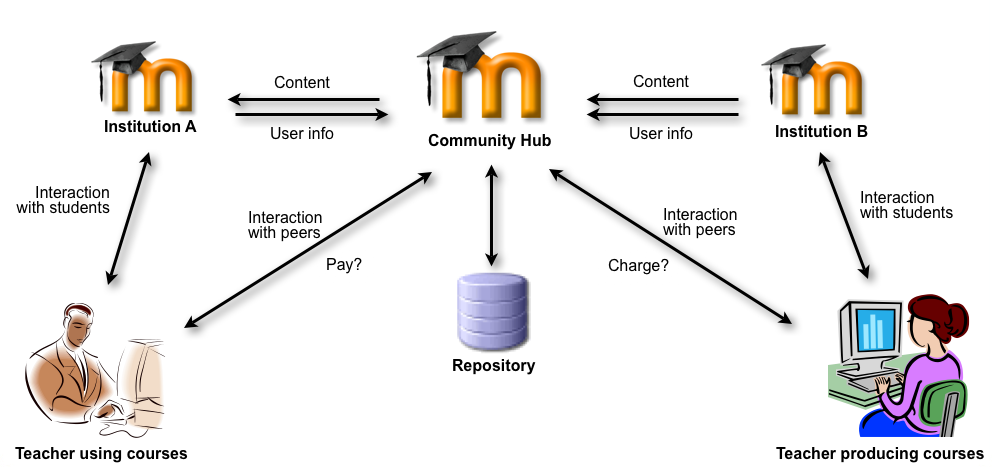 Content
Content
Institution A
User info
Community Hub
User info
Institution B
Interaction
with students
Interaction
with peers
Pay?
Interaction
with peers
Charge?
Interaction
with students
Repository
Teacher using courses
Teacher producing courses